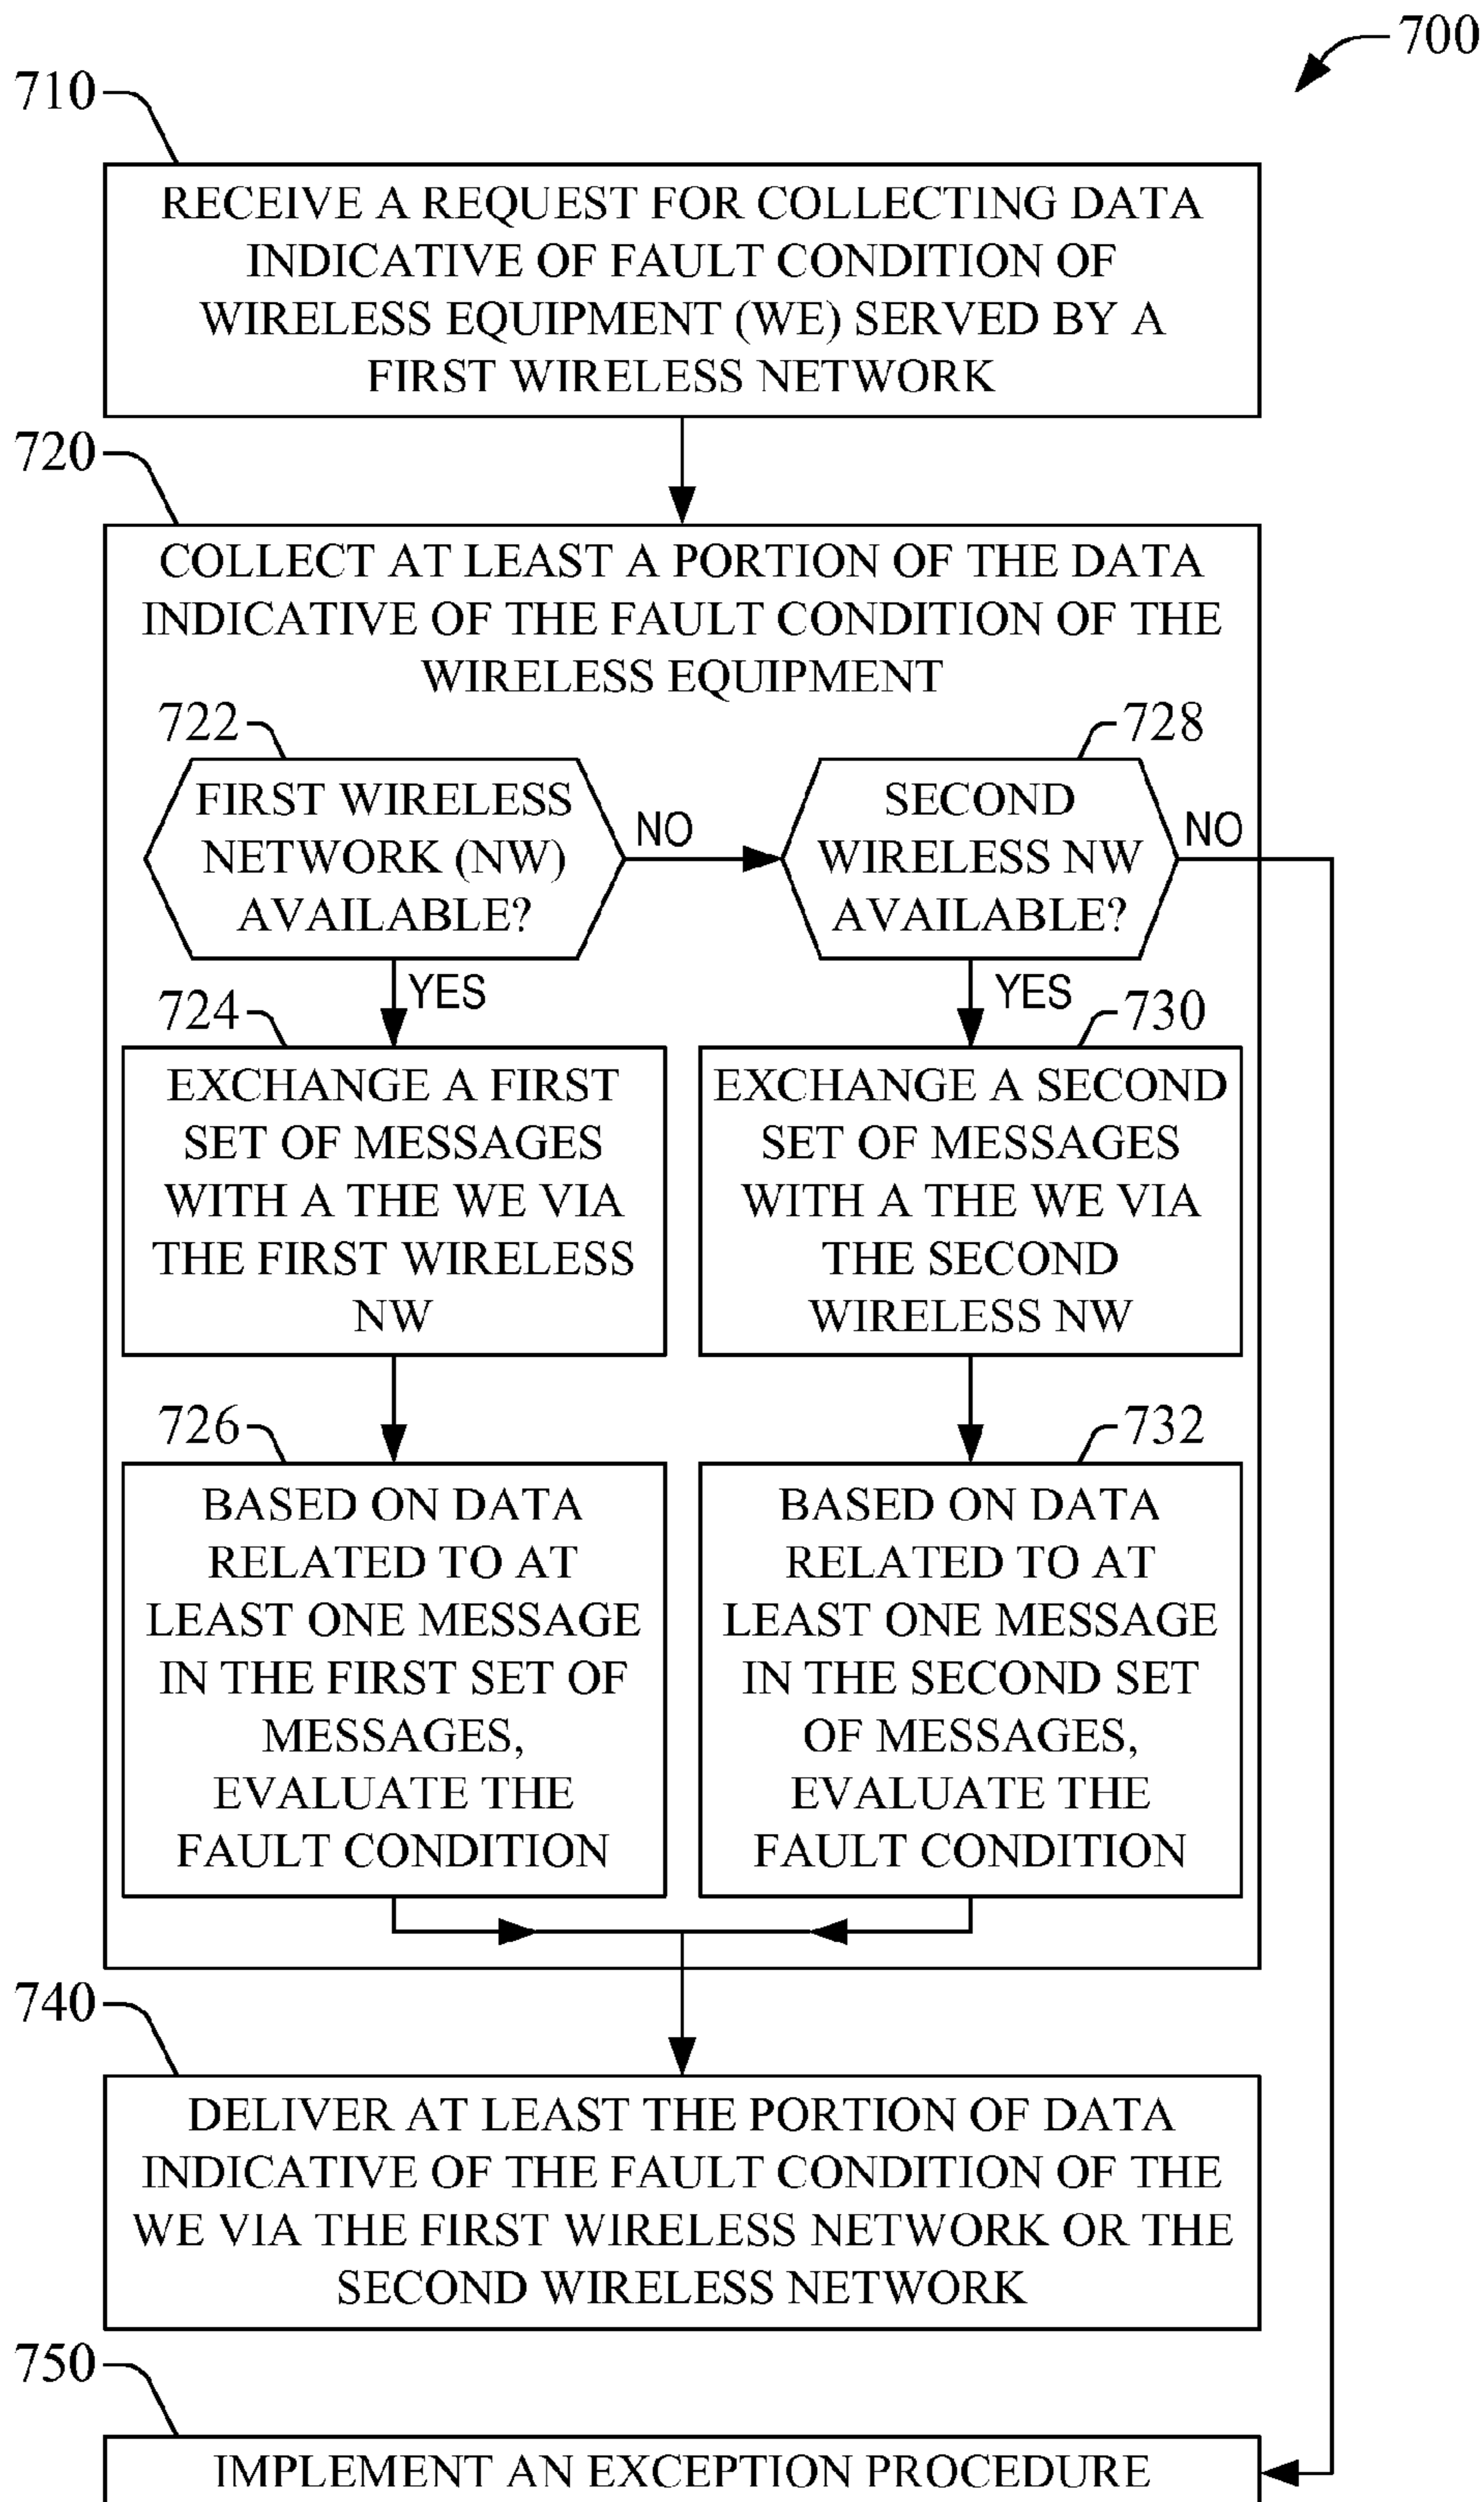 700
710
RECEIVE A REQUEST FOR COLLECTING DATA
INDICATIVE OF FAULT CONDITION OF
WIRELESS EQUIPMENT (WE) SERVED BY A
FIRST WIRELESS NETWORK
720
COLLECT AT LEAST A PORTION OF THE DATA
INDICATIVE OF THE FAULT CONDITION OF THE
WIRELESS EQUIPMENT
722
FIRST WIRELESS
NETWORK (NW)
AVAILABLE?
NO
728
SECOND
WIRELESS NW
AVAILABLE?
NO
YES
YES
724
EXCHANGE A FIRST
SET OF MESSAGES
WITH A THE WE VIA
THE FIRST WIRELESS
NW
730
EXCHANGE A SECOND
SET OF MESSAGES
WITH A THE WE VIA
THE SECOND
WIRELESS NW
726
BASED ON DATA
RELATED TO AT
LEAST ONE MESSAGE
IN THE FIRST SET OF
MESSAGES,
EVALUATE THE
FAULT CONDITION
732
BASED ON DATA
RELATED TO AT
LEAST ONE MESSAGE
IN THE SECOND SET
OF MESSAGES,
EVALUATE THE
FAULT CONDITION
740
DELIVER AT LEAST THE PORTION OF DATA
INDICATIVE OF THE FAULT CONDITION OF THE
WE VIA THE FIRST WIRELESS NETWORK OR THE
SECOND WIRELESS NETWORK
750
IMPLEMENT AN EXCEPTION PROCEDURE